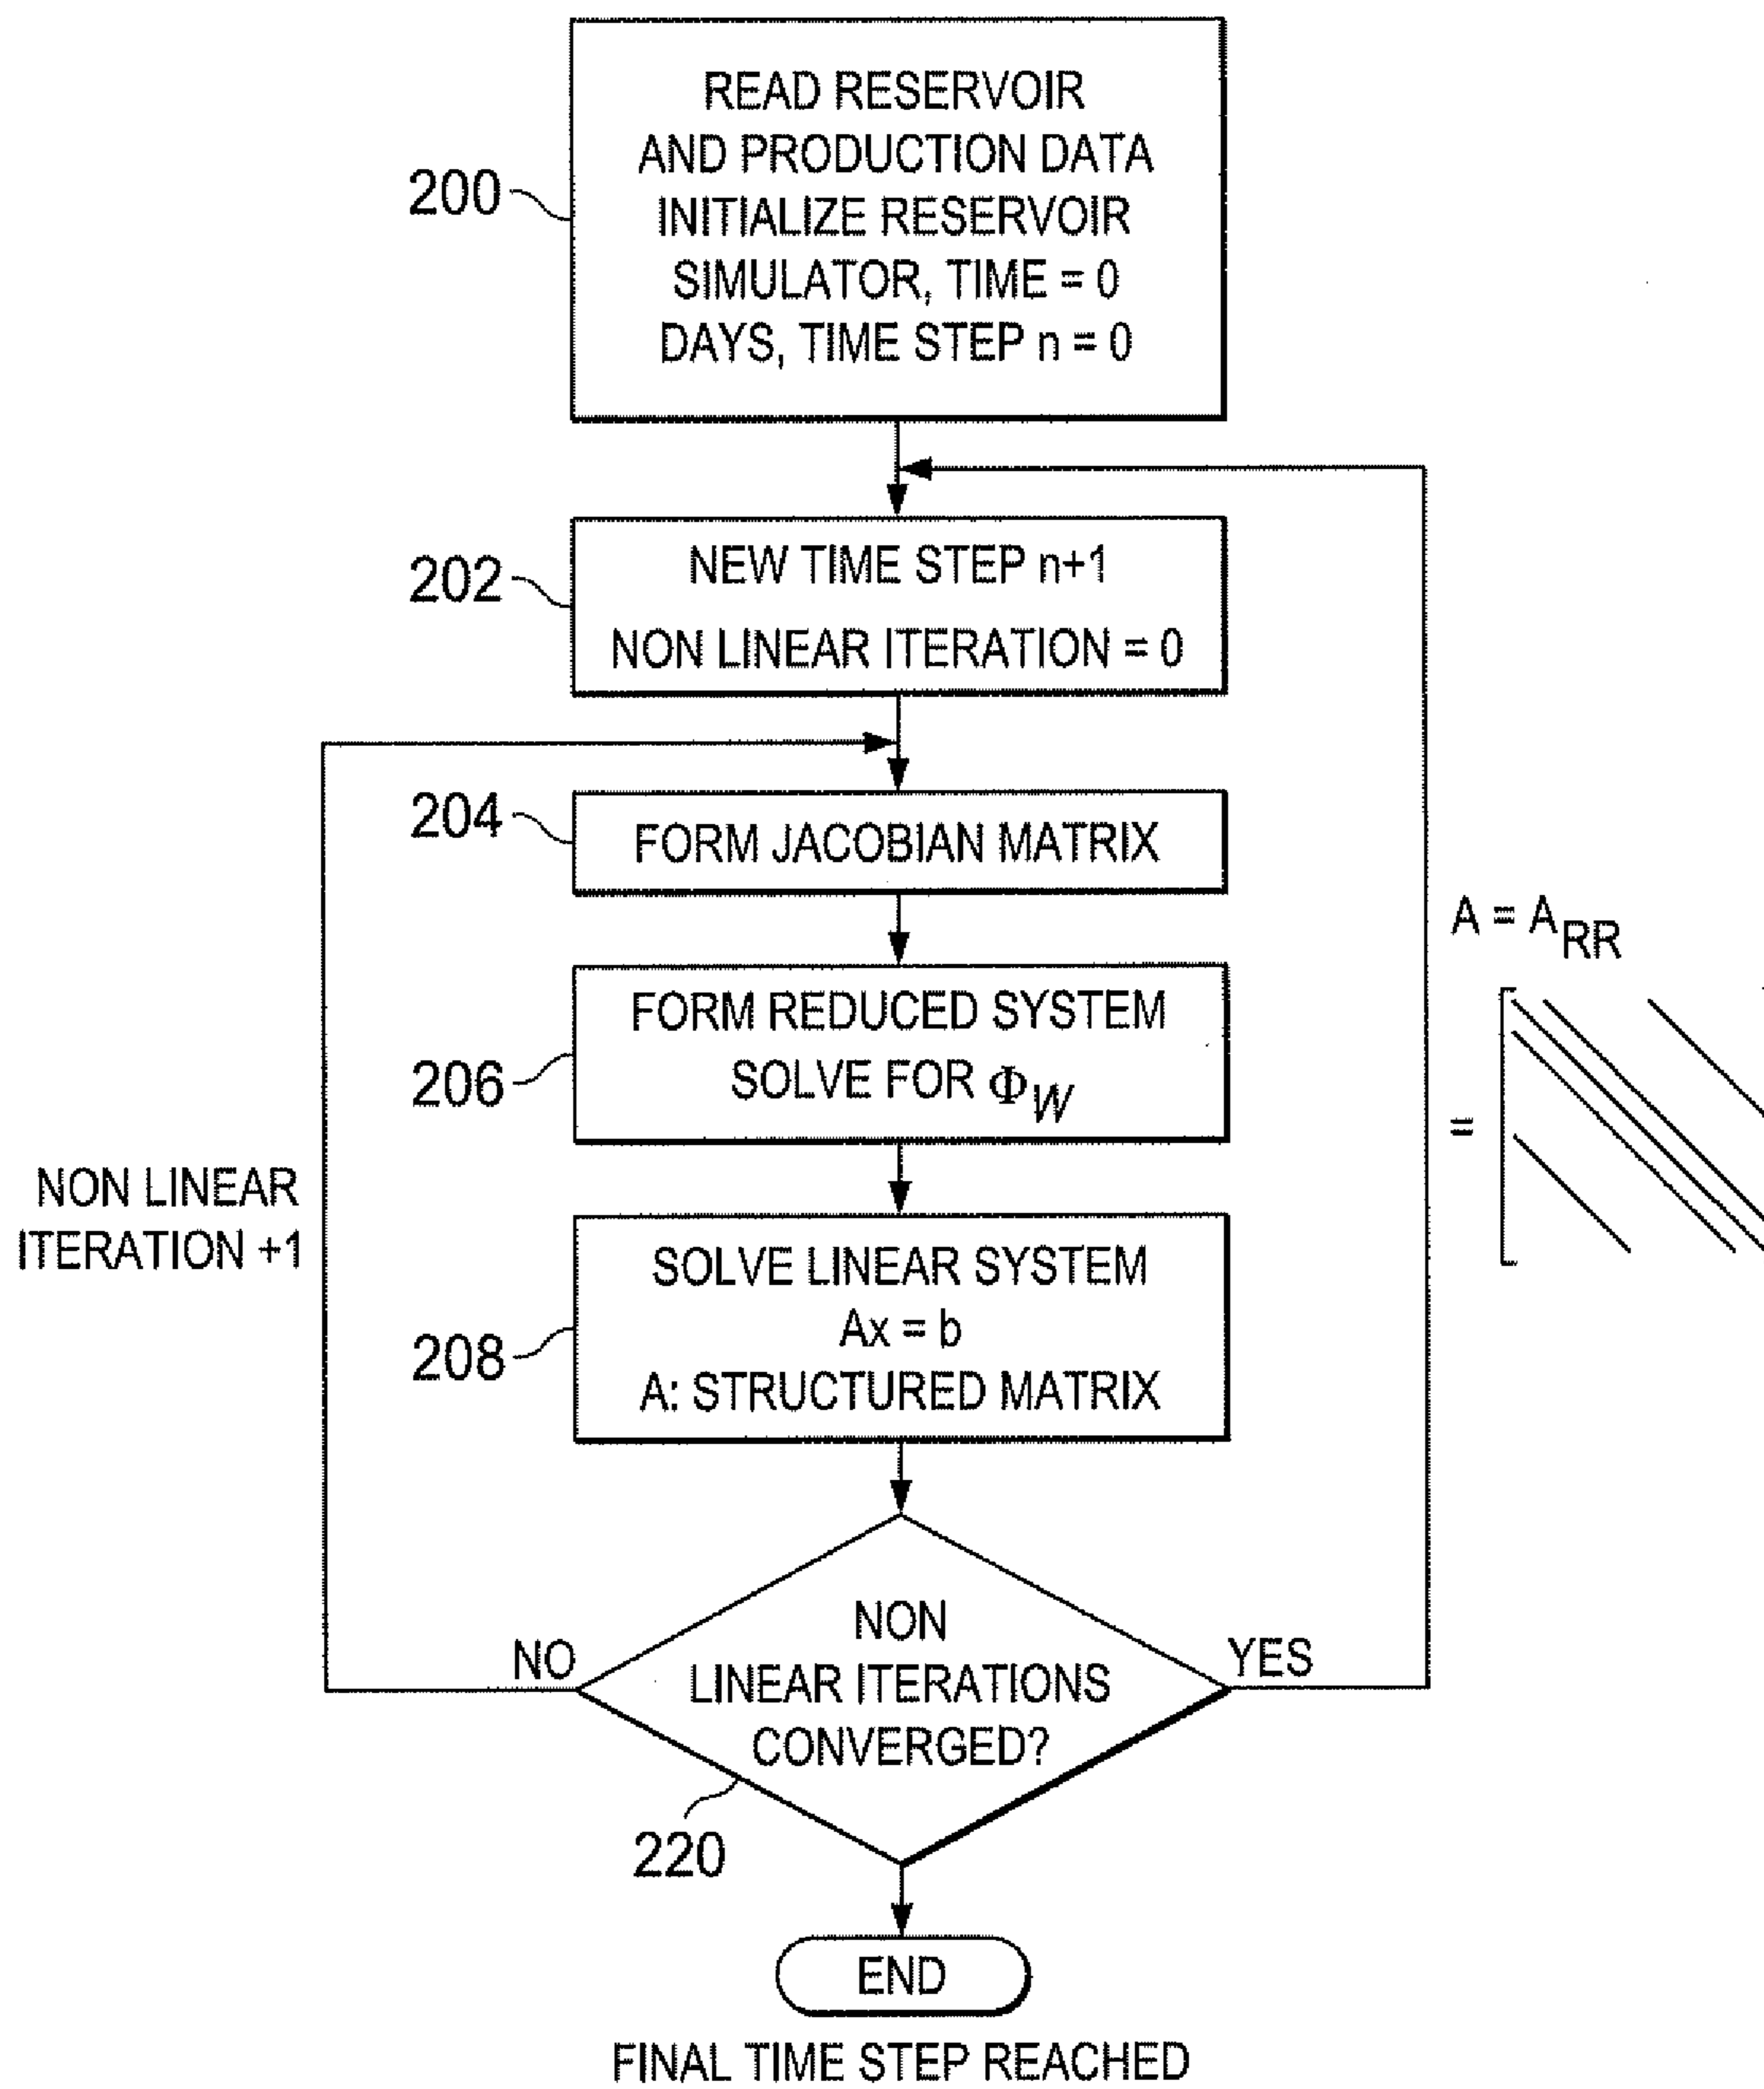 READ RESERVOIR
AND PRODUCTION DATA
INITIALIZE RESERVOIR
SIMULATOR, TIME = 0
DAYS, TIME STEP n = 0
200
NEW TIME STEP n+1
NON LINEAR ITERATION = 0
202
FORM JACOBIAN MATRIX
204
FORM REDUCED SYSTEM
SOLVE FOR Φ_W
206
SOLVE LINEAR SYSTEM
Ax = b
A: STRUCTURED MATRIX
208
NON LINEAR
ITERATION +1
A = A_RR
=
NO
NON
LINEAR ITERATIONS
CONVERGED?
YES
220
END
FINAL TIME STEP REACHED